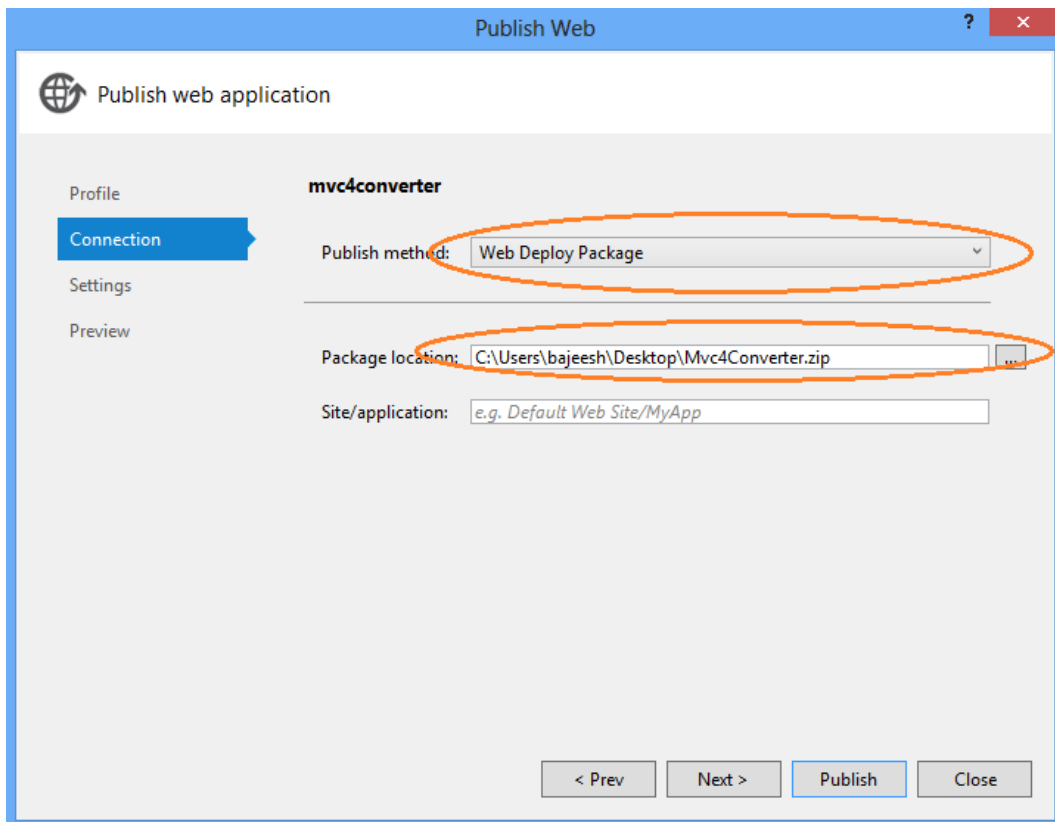 Publish Web
?
Publish web application
Profile
Connection
Settings
Preview
mvc4converter
Publish method: Web Deploy Package
Package location: C:\Users\bajeesh\Desktop\Mvc4Converter.zip ...
Site/application: e.g. Default Web Site/MyApp
< Prev Next > Publish Close